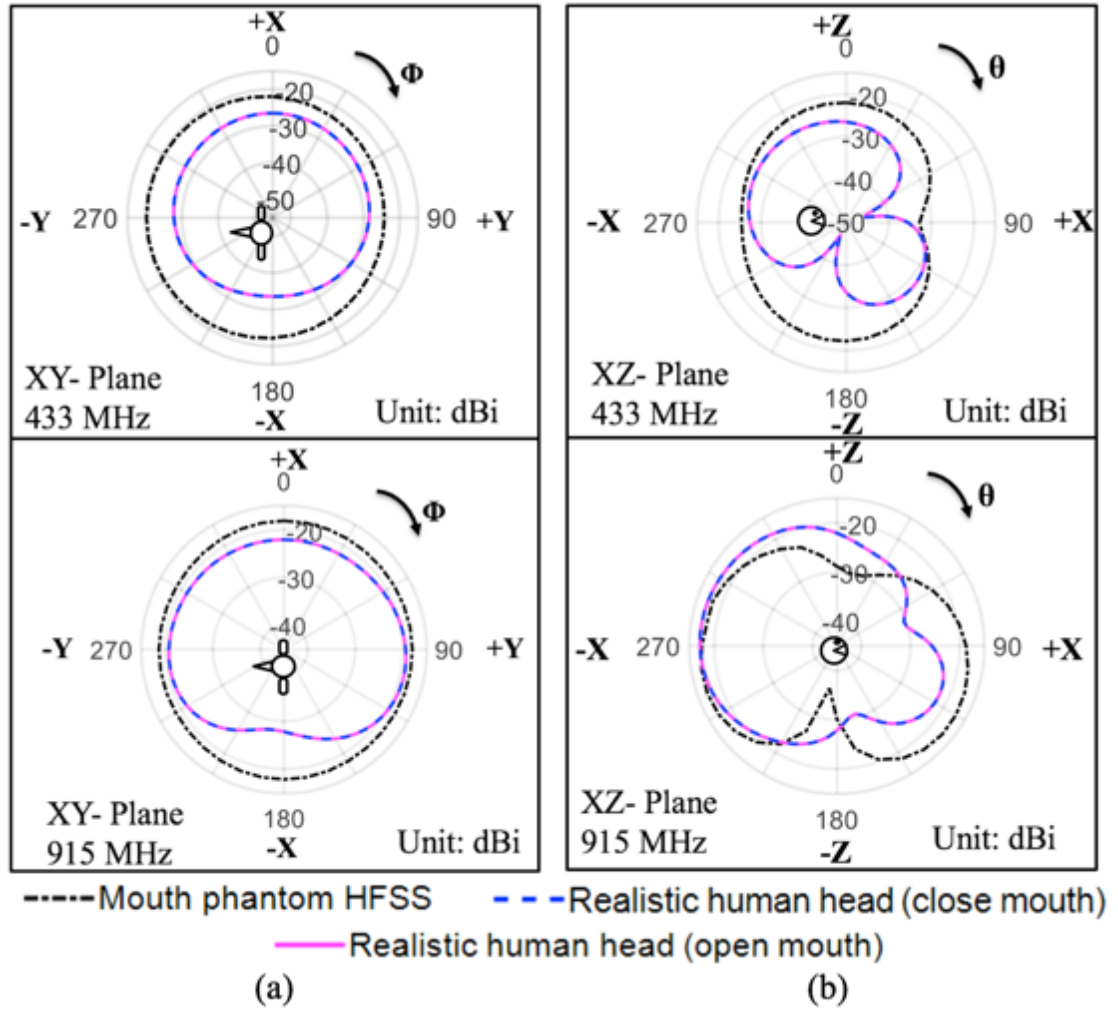 +X
0
Φ
-20
-30
-40
-50
-Y 270 90 +Y
180
-X
XY- Plane
433 MHz
Unit: dBi
+Z
0
θ
-20
-30
-40
-50
-X 270 90 +X
180
-Z
XZ- Plane
433 MHz
Unit: dBi
+X
0
Φ
-20
-30
-40
-Y 270 90 +Y
180
-X
XY- Plane
915 MHz
Unit: dBi
+Z
0
θ
-20
-30
-40
-X 270 90 +X
180
-Z
XZ- Plane
915 MHz
Unit: dBi
Mouth phantom HFSS
Realistic human head (close mouth)
Realistic human head (open mouth)
(a)
(b)